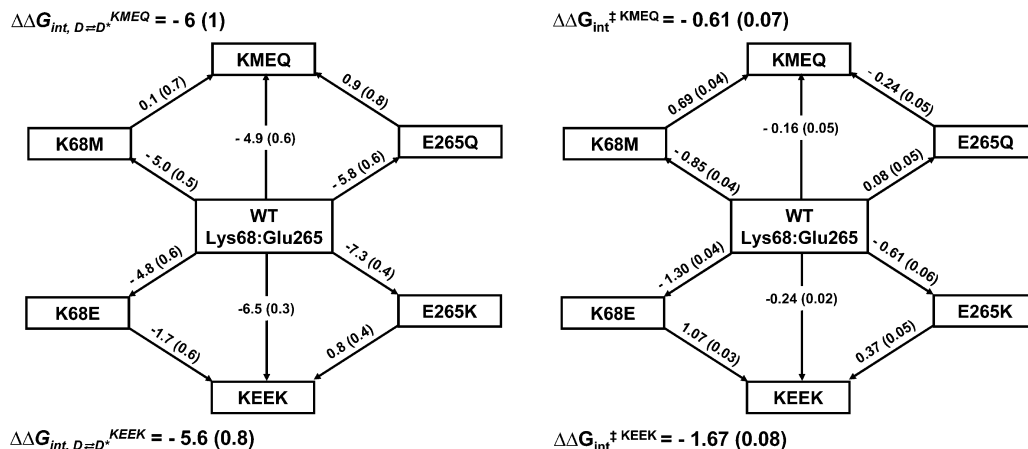 ΔΔG_int, D⇌D*^KMEQ = - 6 (1)
KMEQ
0.1 (0.7)
0.9 (0.8)
- 4.9 (0.6)
K68M
E265Q
- 5.0 (0.5)
- 5.8 (0.6)
WT
Lys68:Glu265
- 4.8 (0.6)
-7.3 (0.4)
-6.5 (0.3)
K68E
E265K
-1.7 (0.6)
0.8 (0.4)
KEEK
ΔΔG_int, D⇌D*^KEEK = - 5.6 (0.8)
ΔΔG_int^‡ KMEQ = - 0.61 (0.07)
KMEQ
0.69 (0.04)
- 0.24 (0.05)
- 0.16 (0.05)
K68M
E265Q
- 0.85 (0.04)
0.08 (0.05)
WT
Lys68:Glu265
- 1.30 (0.04)
- 0.61 (0.06)
-0.24 (0.02)
K68E
E265K
1.07 (0.03)
0.37 (0.05)
KEEK
ΔΔG_int^‡ KEEK = - 1.67 (0.08)